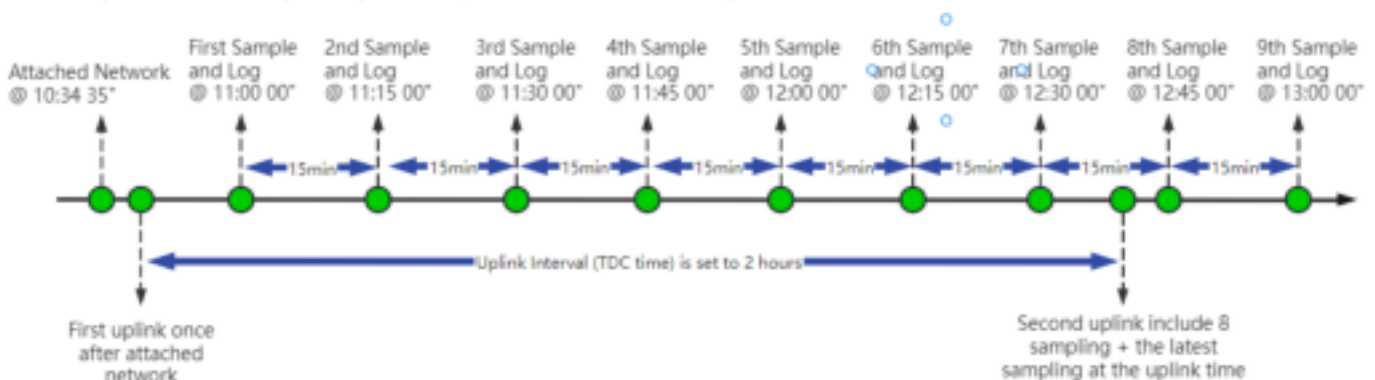 Attached Network
@ 10:34 35"
First Sample
and Log
@ 11:00 00"
2nd Sample
and Log
@ 11:15 00"
3rd Sample
and Log
@ 11:30 00"
4th Sample
and Log
@ 11:45 00"
5th Sample
and Log
@ 12:00 00"
6th Sample
and Log
@ 12:15 00"
7th Sample
and Log
@ 12:30 00"
8th Sample
and Log
@ 12:45 00"
9th Sample
and Log
@ 13:00 00"
15min
15min
15min
15min
15min
15min
15min
15min
Uplink Interval (TDC time) is set to 2 hours
First uplink once
after attached
network
Second uplink include 8
sampling + the latest
sampling at the uplink time